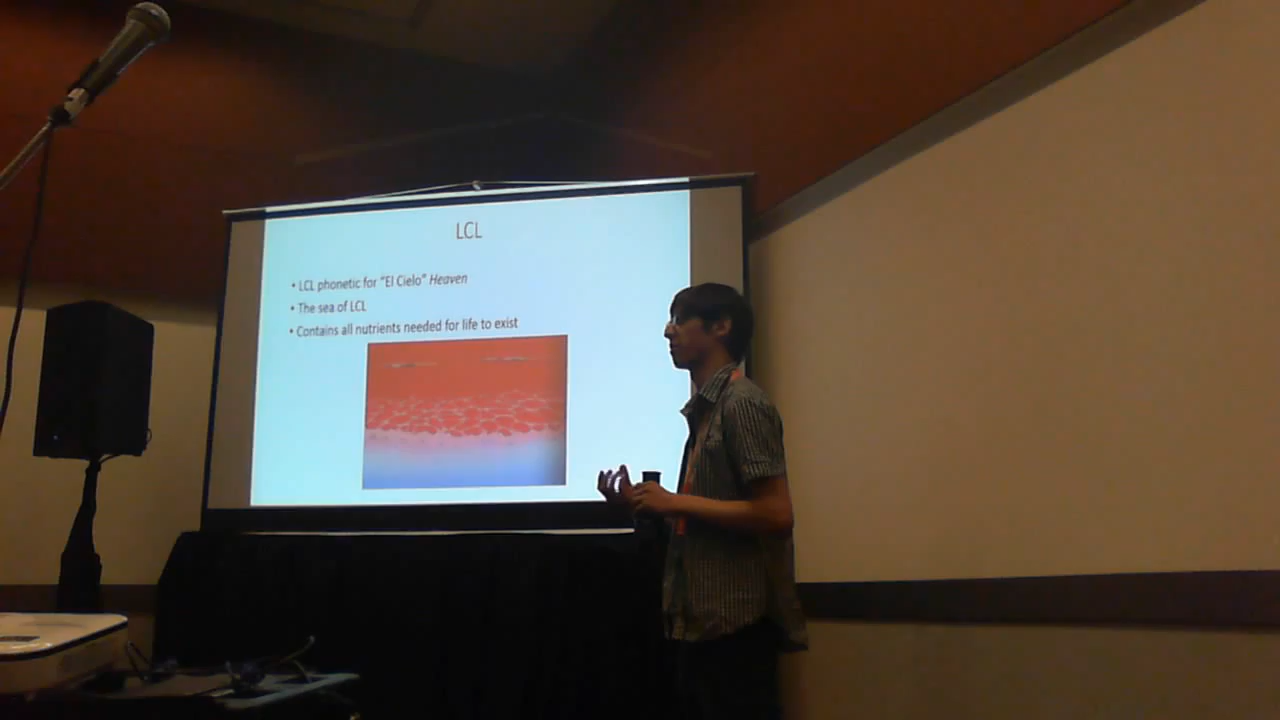 LCL
• LCL phonetic for “El Cielo” Heaven
• The sea of LCL
• Contains all nutrients needed for life to exist